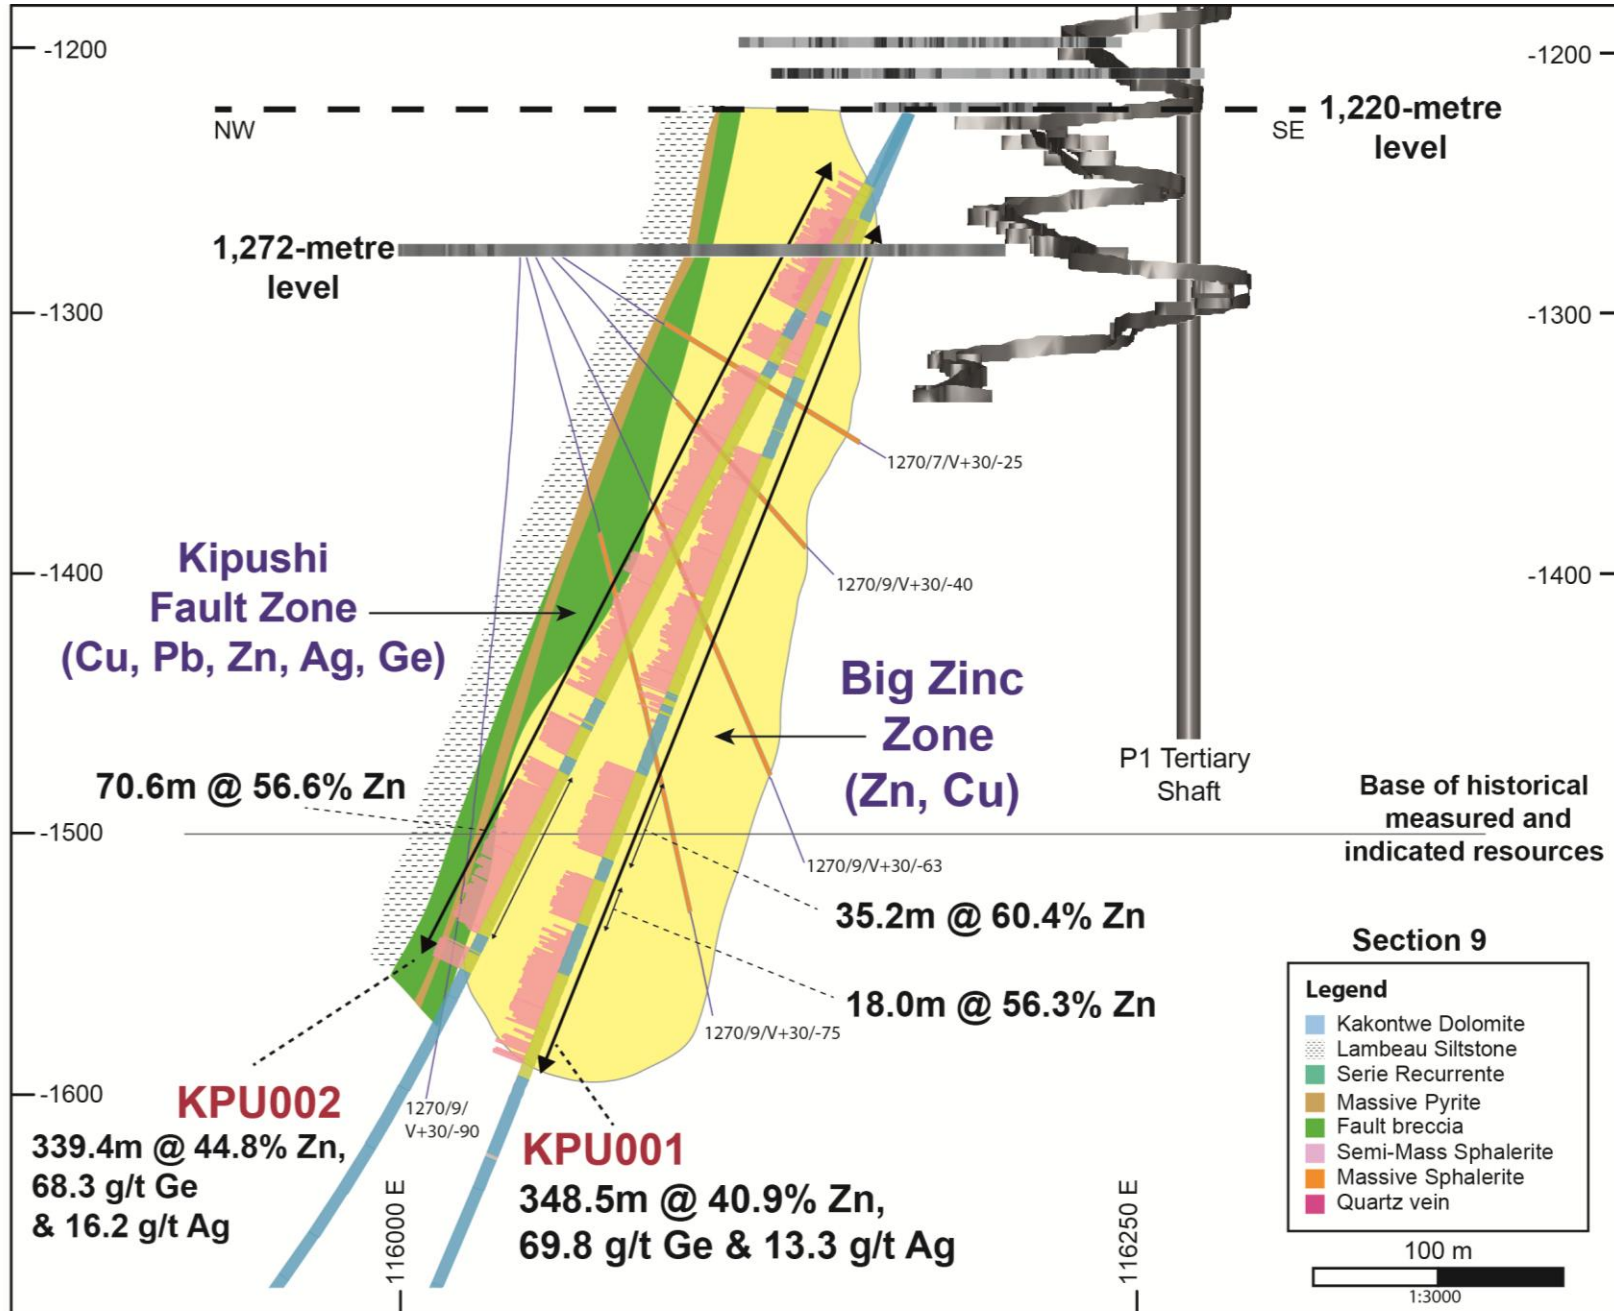 -1200
-1200
NW
SE
1,220-metre
level
1,272-metre
level
-1300
-1300
1270/7/V+30/-25
Kipushi
Fault Zone
(Cu, Pb, Zn, Ag, Ge)
-1400
-1400
1270/9/V+30/-40
Big Zinc
Zone
(Zn, Cu)
P1 Tertiary
Shaft
70.6m @ 56.6% Zn
Base of historical
measured and
indicated resources
-1500
1270/9/V+30/-63
35.2m @ 60.4% Zn
18.0m @ 56.3% Zn
1270/9/V+30/-75
-1600
1270/9/
V+30/-90
KPU002
339.4m @ 44.8% Zn,
68.3 g/t Ge
& 16.2 g/t Ag
KPU001
348.5m @ 40.9% Zn,
69.8 g/t Ge & 13.3 g/t Ag
116000 E
116250 E
Section 9
Legend
Kakontwe Dolomite
Lambeau Siltstone
Serie Recurrente
Massive Pyrite
Fault breccia
Semi-Mass Sphalerite
Massive Sphalerite
Quartz vein
100 m
1:3000